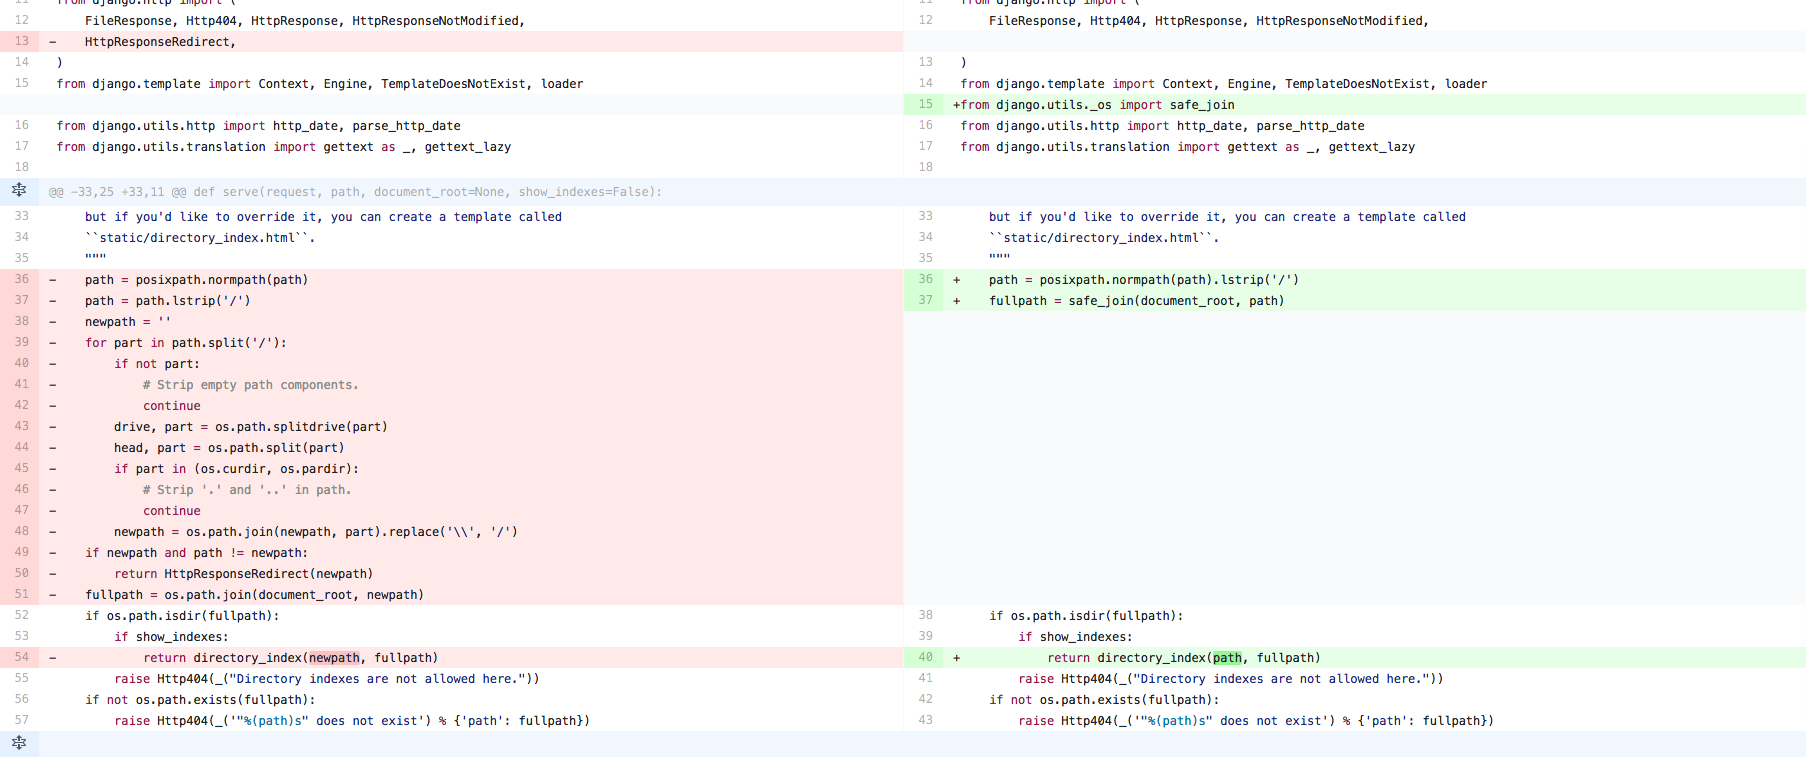 11 from django.http import ( 11 from django.http import (
12 FileResponse, Http404, HttpResponse, HttpResponseNotModified, 12 FileResponse, Http404, HttpResponse, HttpResponseNotModified,
13 - HttpResponseRedirect,
14 ) 13 )
15 from django.template import Context, Engine, TemplateDoesNotExist, loader 14 from django.template import Context, Engine, TemplateDoesNotExist, loader
15 +from django.utils._os import safe_join
16 from django.utils.http import http_date, parse_http_date 16 from django.utils.http import http_date, parse_http_date
17 from django.utils.translation import gettext as _, gettext_lazy 17 from django.utils.translation import gettext as _, gettext_lazy
18 18
@@ -33,25 +33,11 @@ def serve(request, path, document_root=None, show_indexes=False):
33 but if you'd like to override it, you can create a template called 33 but if you'd like to override it, you can create a template called
34 ``static/directory_index.html``. 34 ``static/directory_index.html``.
35 """ 35 """
36 - path = posixpath.normpath(path) 36 + path = posixpath.normpath(path).lstrip('/')
37 - path = path.lstrip('/') 37 + fullpath = safe_join(document_root, path)
38 - newpath = ''
39 - for part in path.split('/'):
40 - if not part:
41 - # Strip empty path components.
42 - continue
43 - drive, part = os.path.splitdrive(part)
44 - head, part = os.path.split(part)
45 - if part in (os.curdir, os.pardir):
46 - # Strip '.' and '..' in path.
47 - continue
48 - newpath = os.path.join(newpath, part).replace('\\', '/')
49 - if newpath and path != newpath:
50 - return HttpResponseRedirect(newpath)
51 - fullpath = os.path.join(document_root, newpath)
52 if os.path.isdir(fullpath): 38 if os.path.isdir(fullpath):
53 if show_indexes: 39 if show_indexes:
54 - return directory_index(newpath, fullpath) 40 + return directory_index(path, fullpath)
55 raise Http404(_("Directory indexes are not allowed here.")) 41 raise Http404(_("Directory indexes are not allowed here."))
56 if not os.path.exists(fullpath): 42 if not os.path.exists(fullpath):
57 raise Http404(_('"%(path)s" does not exist') % {'path': fullpath}) 43 raise Http404(_('"%(path)s" does not exist') % {'path': fullpath})